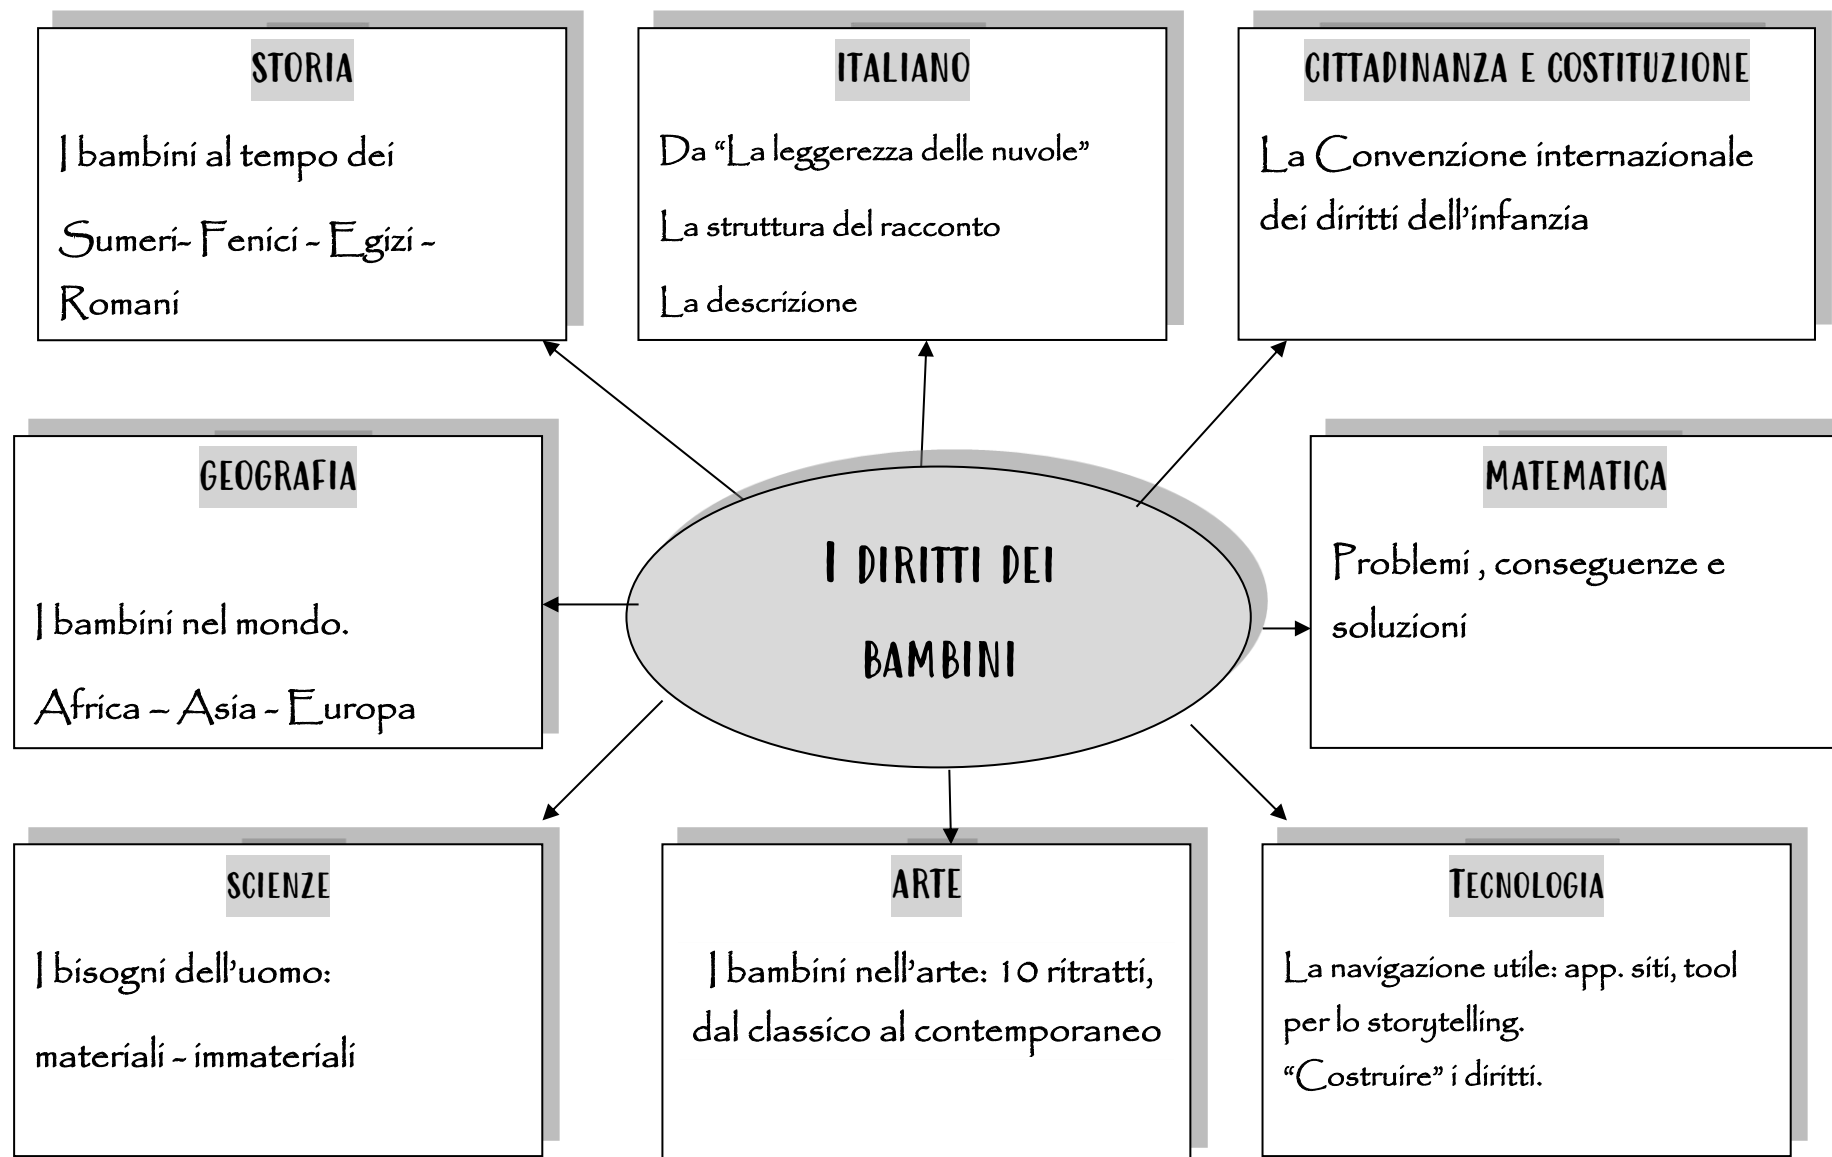 STORIA
I bambini al tempo dei
Sumeri- Fenici - Egizi -
Romani
ITALIANO
Da “La leggerezza delle nuvole”
La struttura del racconto
La descrizione
CITTADINANZA E COSTITUZIONE
La Convenzione internazionale
dei diritti dell’infanzia
GEOGRAFIA
I bambini nel mondo.
Africa – Asia - Europa
I DIRITTI DEI
BAMBINI
MATEMATICA
Problemi , conseguenze e
soluzioni
SCIENZE
I bisogni dell’uomo:
materiali - immateriali
ARTE
I bambini nell’arte: 10 ritratti,
dal classico al contemporaneo
TECNOLOGIA
La navigazione utile: app. siti, tool
per lo storytelling.
“Costruire” i diritti.